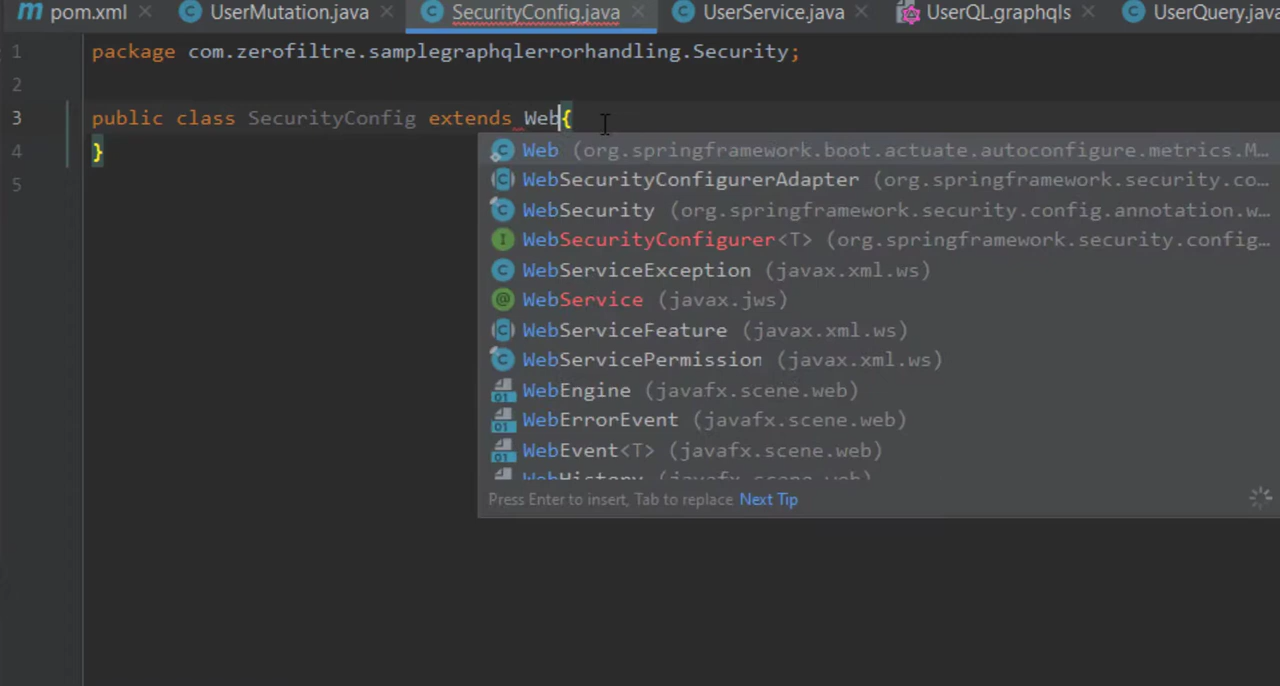 pom.xml UserMutation.java SecurityConfig.java UserService.java UserQL.graphqls UserQuery.java
1 package com.zerofiltre.samplegraphqlerrorhandling.Security;
2
3 public class SecurityConfig extends Web{
4 }
5
Web (org.springframework.boot.actuate.autoconfigure.metrics.M…
WebSecurityConfigurerAdapter (org.springframework.security.co…
WebSecurity (org.springframework.security.config.annotation.w…
WebSecurityConfigurer<T> (org.springframework.security.config…
WebServiceException (javax.xml.ws)
WebService (javax.jws)
WebServiceFeature (javax.xml.ws)
WebServicePermission (javax.xml.ws)
WebEngine (javafx.scene.web)
WebErrorEvent (javafx.scene.web)
WebEvent<T> (javafx.scene.web)
WebHistory (javafx.scene.web)
Press Enter to insert, Tab to replace Next Tip